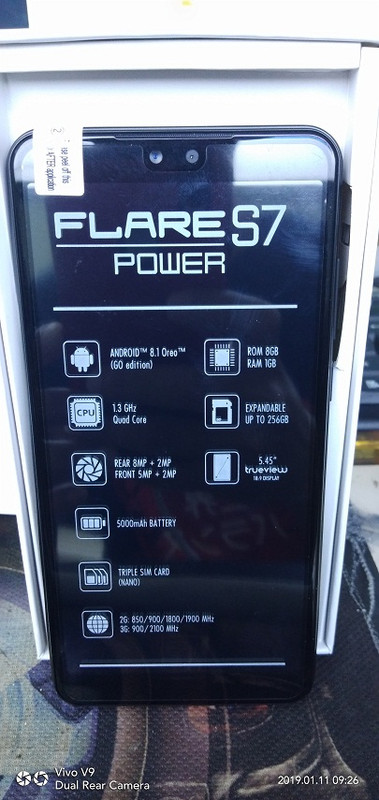 FLARE S7
POWER
ANDROID™ 8.1 Oreo™
(GO edition)
ROM 8GB
RAM 1GB
CPU
1.3 GHz
Quad Core
EXPANDABLE
UP TO 256GB
REAR 8MP + 2MP
FRONT 5MP + 2MP
5.45"
trueview
18:9 DISPLAY
5000mAh BATTERY
TRIPLE SIM CARD
(NANO)
2G: 850/900/1800/1900 MHz
3G: 900/2100 MHz
Vivo V9
Dual Rear Camera
2019.01.11 09:26